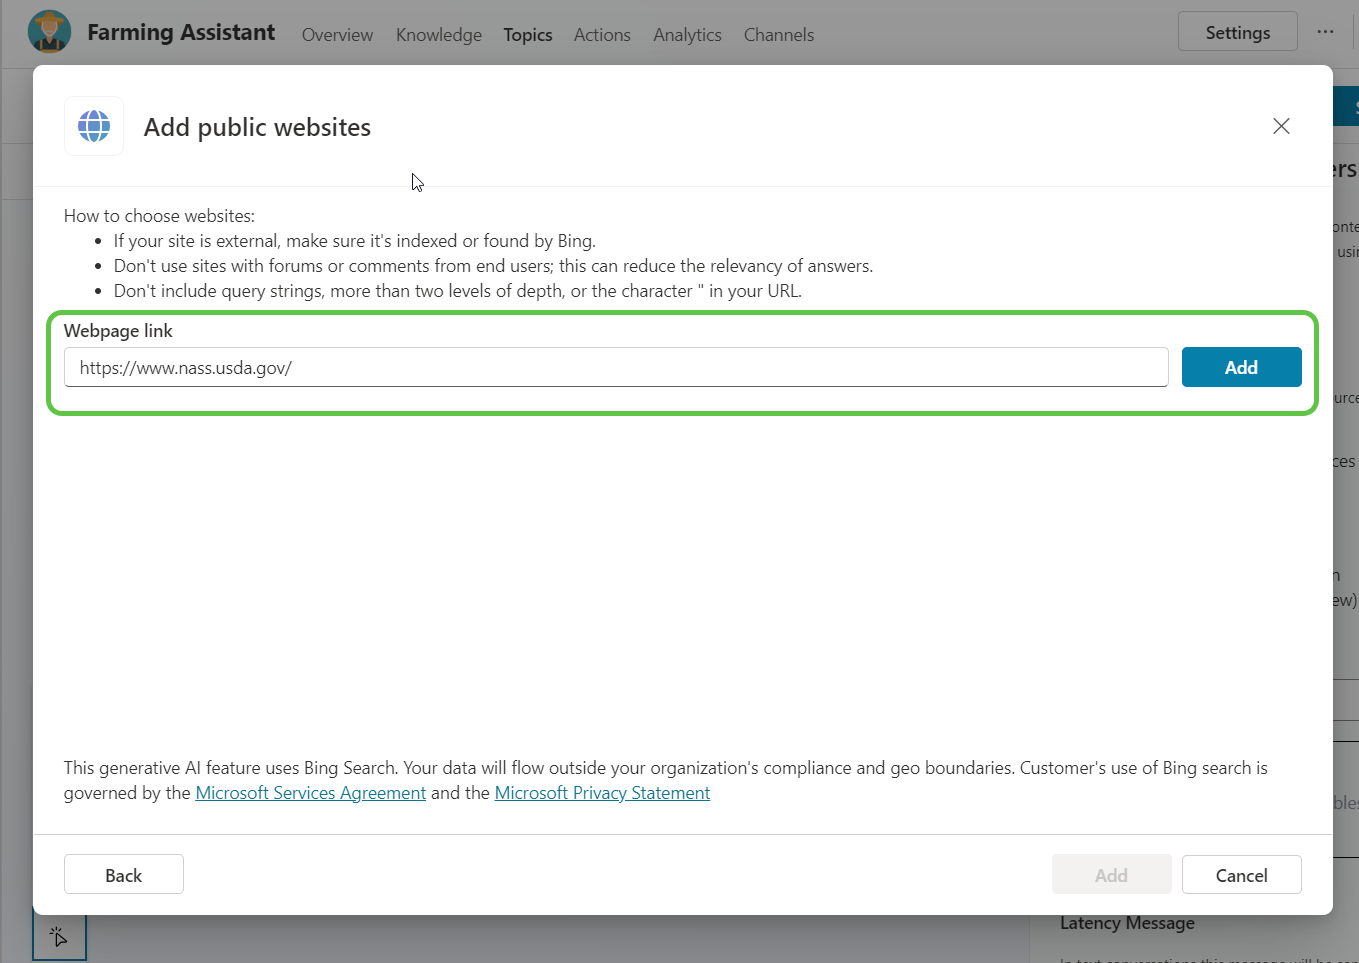 Farming Assistant Overview Knowledge Topics Actions Analytics Channels Settings ...
Add public websites
How to choose websites:
• If your site is external, make sure it's indexed or found by Bing.
• Don't use sites with forums or comments from end users; this can reduce the relevancy of answers.
• Don't include query strings, more than two levels of depth, or the character " in your URL.
Webpage link
https://www.nass.usda.gov/ Add
This generative AI feature uses Bing Search. Your data will flow outside your organization's compliance and geo boundaries. Customer's use of Bing search is
governed by the Microsoft Services Agreement and the Microsoft Privacy Statement
Back Add Cancel
Latency Message